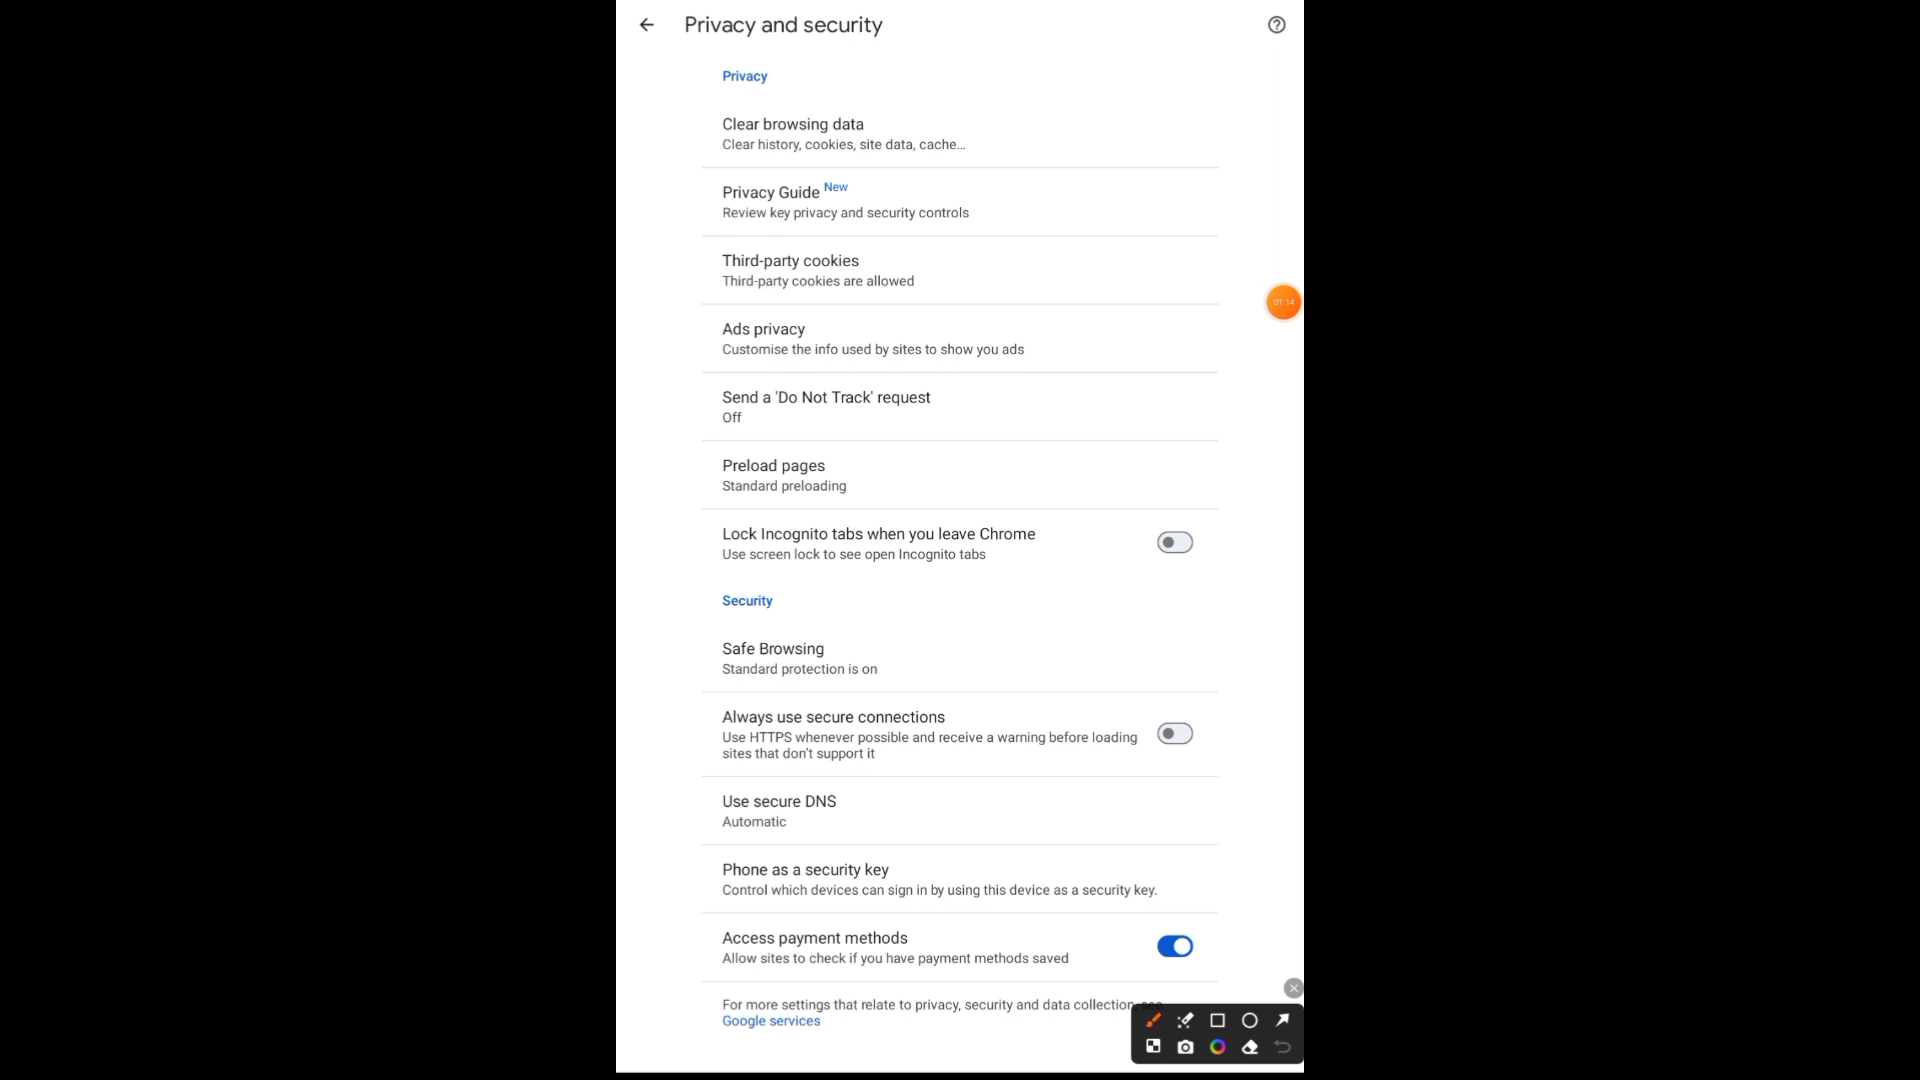 Privacy and security
Privacy
Clear browsing data
Clear history, cookies, site data, cache...
Privacy Guide New
Review key privacy and security controls
Third-party cookies
Third-party cookies are allowed
01:14
Ads privacy
Customise the info used by sites to show you ads
Send a 'Do Not Track' request
Off
Preload pages
Standard preloading
Lock Incognito tabs when you leave Chrome
Use screen lock to see open Incognito tabs
Security
Safe Browsing
Standard protection is on
Always use secure connections
Use HTTPS whenever possible and receive a warning before loading
sites that don't support it
Use secure DNS
Automatic
Phone as a security key
Control which devices can sign in by using this device as a security key.
Access payment methods
Allow sites to check if you have payment methods saved
For more settings that relate to privacy, security and data collection, see
Google services